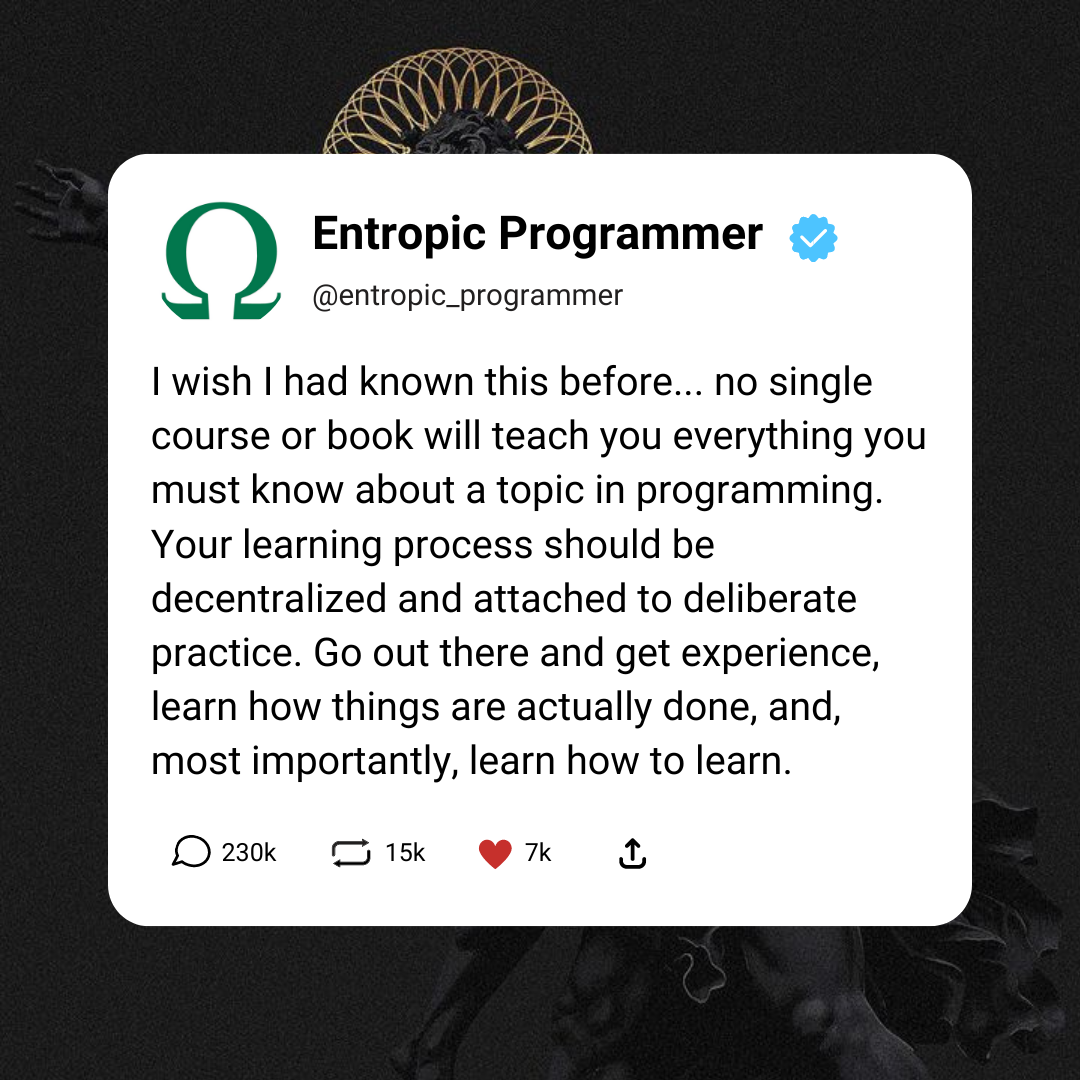 Entropic Programmer
@entropic_programmer
I wish I had known this before... no single
course or book will teach you everything you
must know about a topic in programming.
Your learning process should be
decentralized and attached to deliberate
practice. Go out there and get experience,
learn how things are actually done, and,
most importantly, learn how to learn.
230k 15k 7k